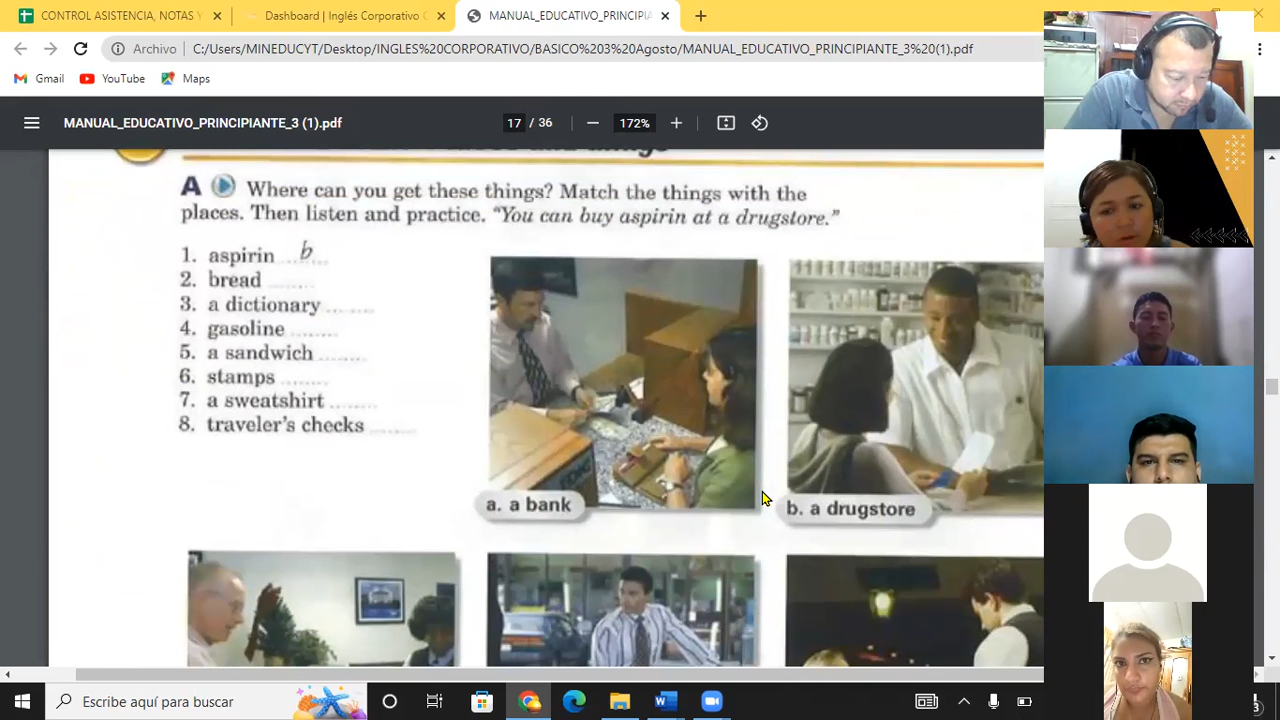 CONTROL ASISTENCIA, NOTAS Y
Dashboard | Inglés Corporativo
MANUAL_EDUCATIVO_PRINCIPIA
Archivo
C:/Users/MINEDUCYT/Desktop/INGLES%20CORPORATIVO/BASICO%203%20Agosto/MANUAL_EDUCATIVO_PRINCIPIANTE_3%20(1).pdf
Gmail
YouTube
Maps
MANUAL_EDUCATIVO_PRINCIPIANTE_3 (1).pdf
17 / 36
172%
A Where can you get these things? Match the things with the
places. Then listen and practice. "You can buy aspirin at a drugstore."
1. aspirin b
2. bread
3. a dictionary
4. gasoline
5. a sandwich
6. stamps
7. a sweatshirt
8. traveler's checks
a. a bank
b. a drugstore
Escribe aquí para buscar